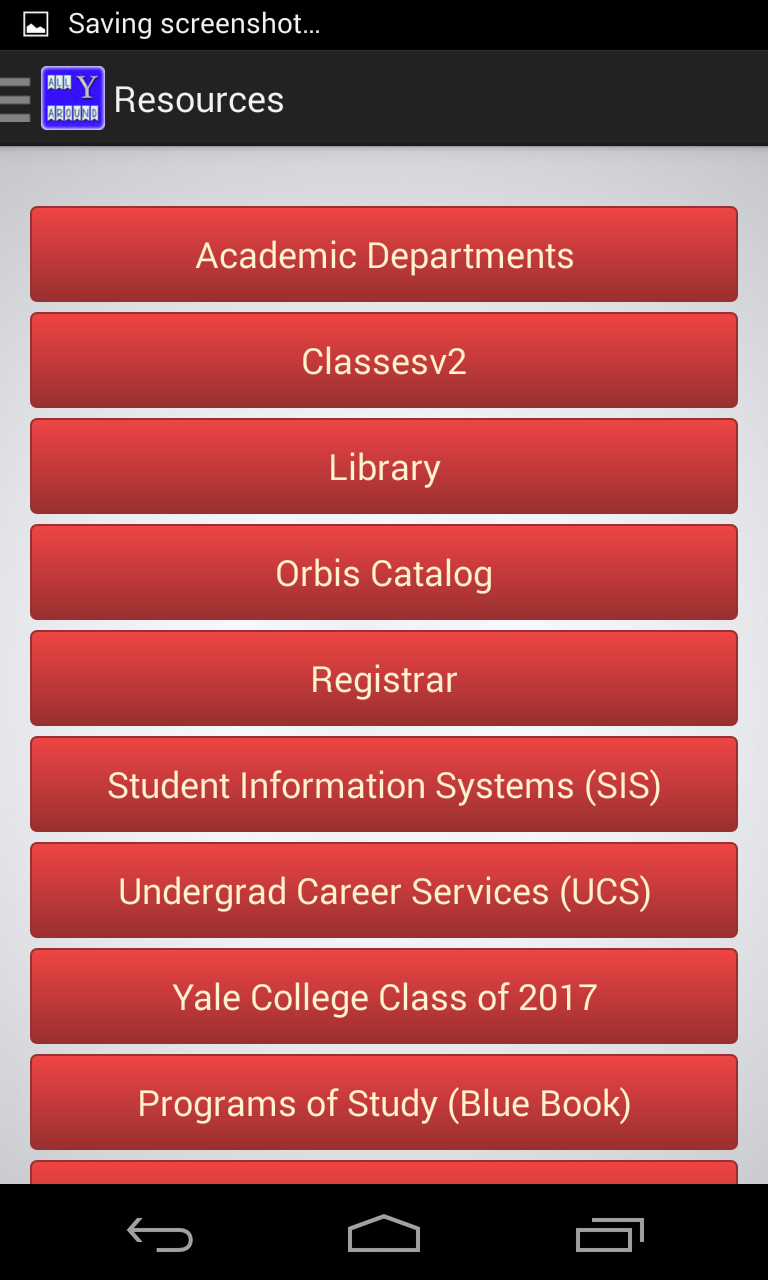 Saving screenshot...
ALL Y
AROUND
Resources
Academic Departments
Classesv2
Library
Orbis Catalog
Registrar
Student Information Systems (SIS)
Undergrad Career Services (UCS)
Yale College Class of 2017
Programs of Study (Blue Book)